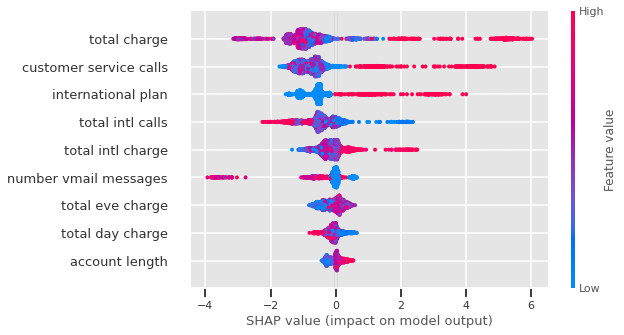 High
total charge
customer service calls
international plan
total intl calls
total intl charge
number vmail messages
total eve charge
total day charge
account length
Feature value
Low
−4 −2 0 2 4 6
SHAP value (impact on model output)